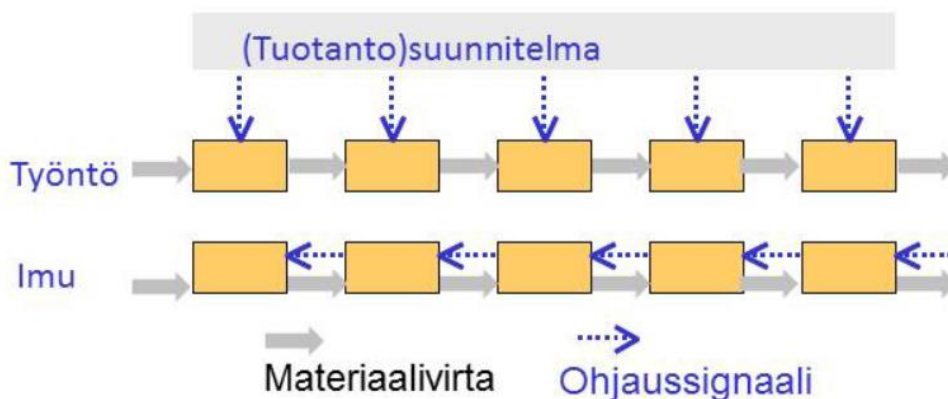 (Tuotanto)suunnitelma
Työntö
Imu
Materiaalivirta
Ohjaussignaali